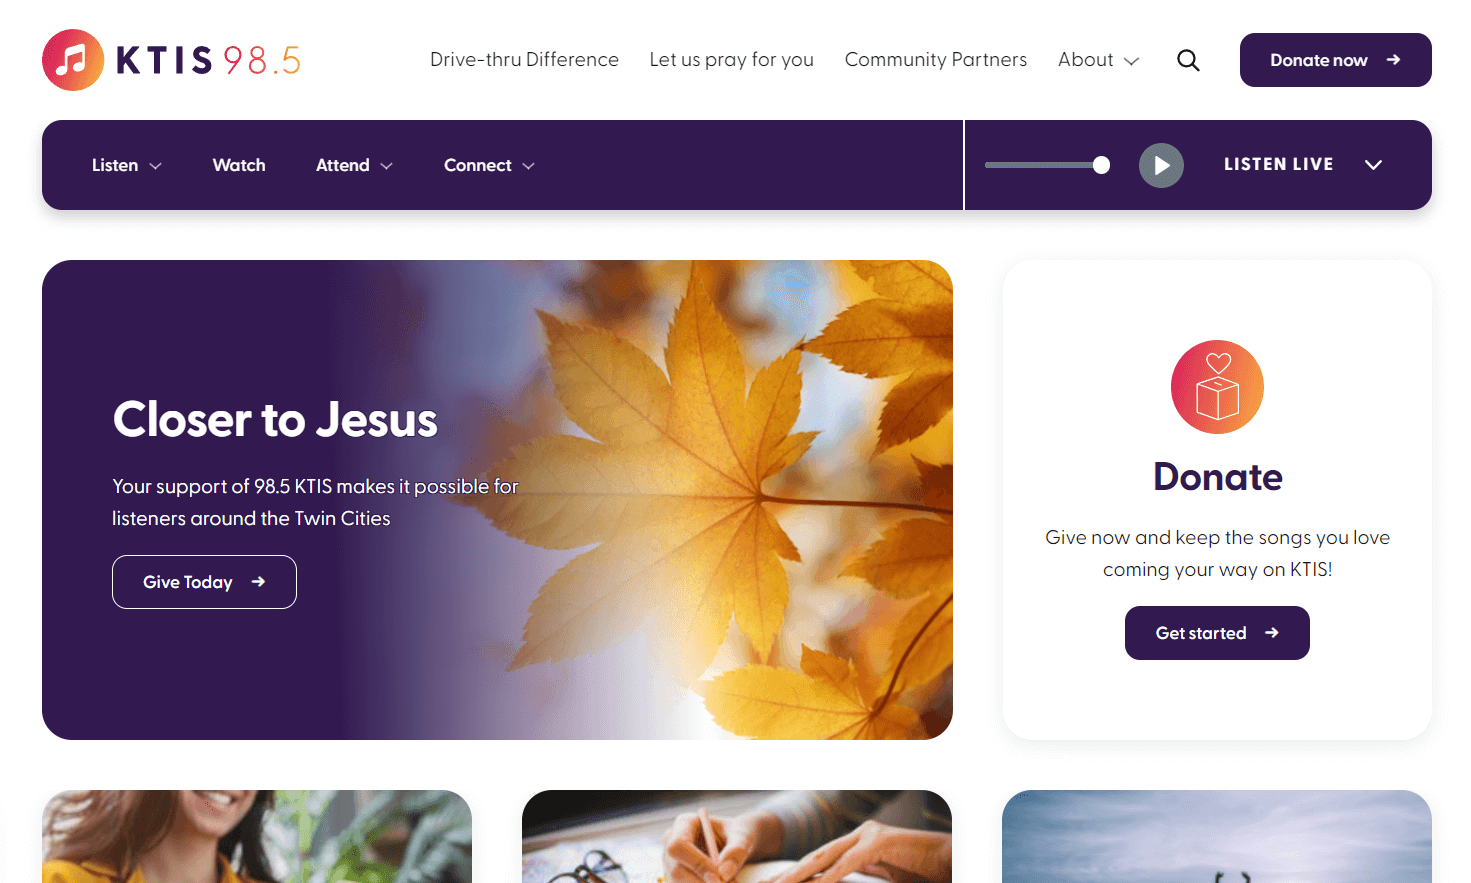 KTIS 98.5
Drive-thru Difference
Let us pray for you
Community Partners
About
Donate now
Listen
Watch
Attend
Connect
LISTEN LIVE
Closer to Jesus
Your support of 98.5 KTIS makes it possible for
listeners around the Twin Cities
Give Today
Donate
Give now and keep the songs you love
coming your way on KTIS!
Get started